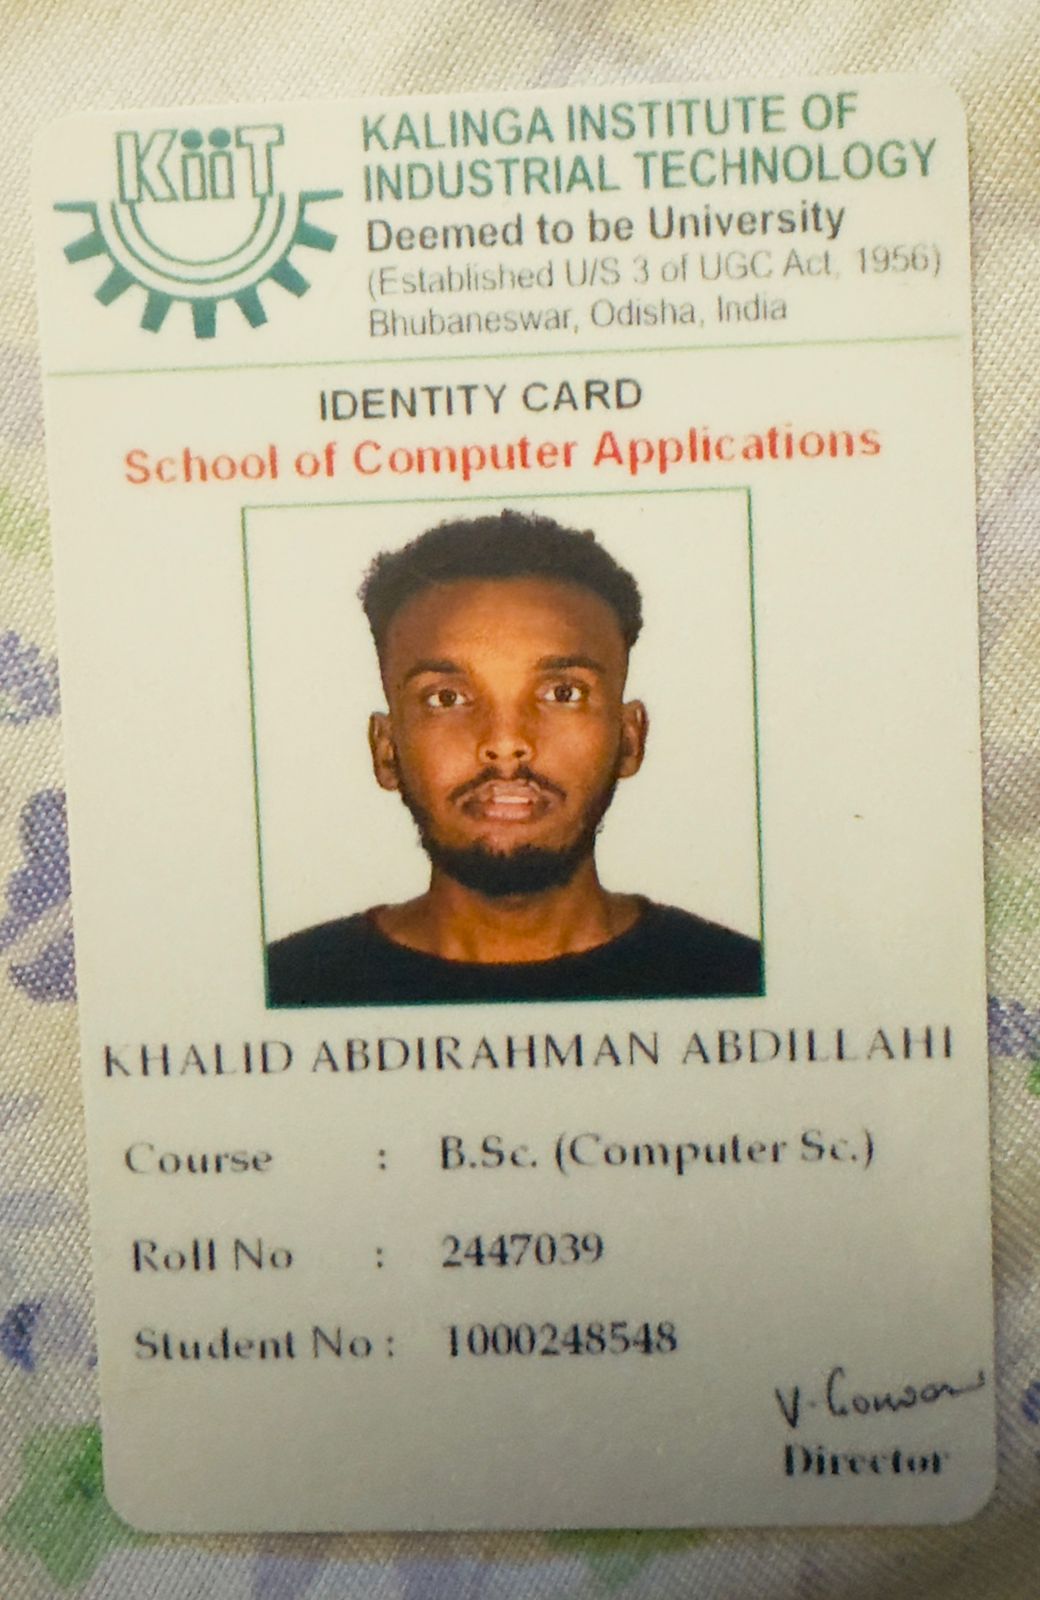 KiiT
KALINGA INSTITUTE OF
INDUSTRIAL TECHNOLOGY
Deemed to be University
(Established U/S 3 of UGC Act, 1956)
Bhubaneswar, Odisha, India
IDENTITY CARD
School of Computer Applications
KHALID ABDIRAHMAN ABDILLAHI
Course : B.Sc. (Computer Sc.)
Roll No : 2447039
Student No : 1000248548
Director